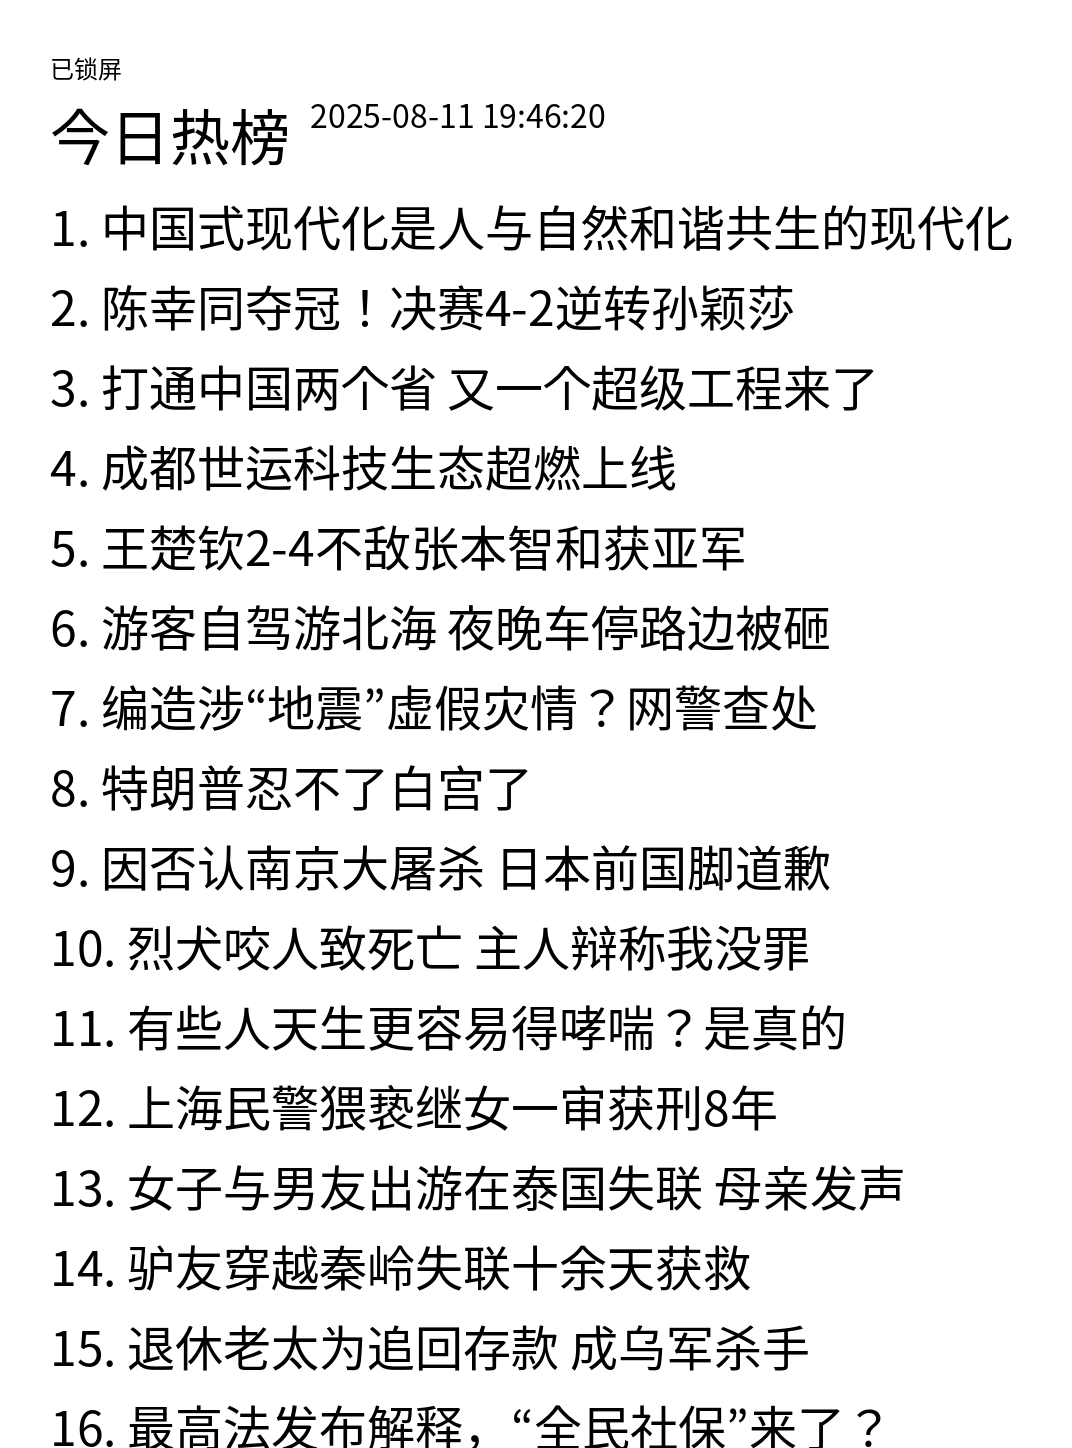 已锁屏
今日热榜 2025-08-11 19:46:20
1. 中国式现代化是人与自然和谐共生的现代化
2. 陈幸同夺冠！决赛4-2逆转孙颖莎
3. 打通中国两个省 又一个超级工程来了
4. 成都世运科技生态超燃上线
5. 王楚钦2-4不敌张本智和获亚军
6. 游客自驾游北海 夜晚车停路边被砸
7. 编造涉“地震”虚假灾情？网警查处
8. 特朗普忍不了白宫了
9. 因否认南京大屠杀 日本前国脚道歉
10. 烈犬咬人致死亡 主人辩称我没罪
11. 有些人天生更容易得哮喘？是真的
12. 上海民警猥亵继女一审获刑8年
13. 女子与男友出游在泰国失联 母亲发声
14. 驴友穿越秦岭失联十余天获救
15. 退休老太为追回存款 成乌军杀手
16. 最高法发布解释，“全民社保”来了？